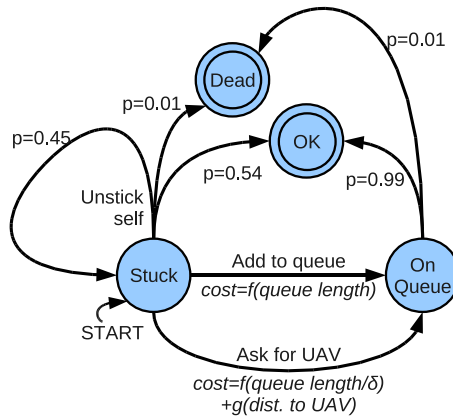 p=0.01
Dead
p=0.45
p=0.01
OK
p=0.54
p=0.99
Unstick
self
Stuck
Add to queue
cost=f(queue length)
On
Queue
START
Ask for UAV
cost=f(queue length/δ)
+g(dist. to UAV)